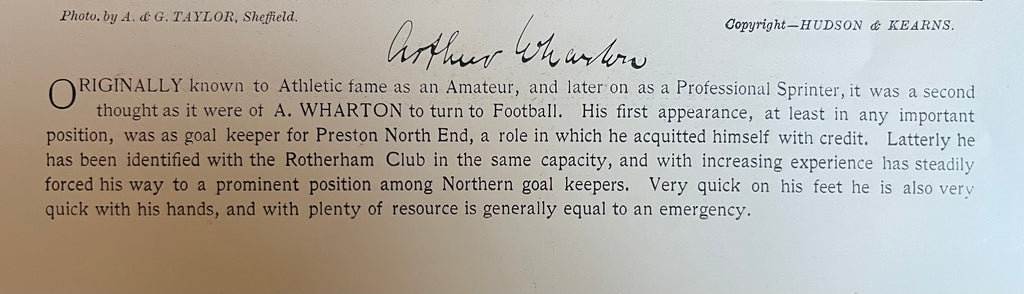 Photo. by A. & G. TAYLOR, Sheffield.
Copyright—HUDSON & KEARNS.
Arthur Wharton
ORIGINALLY known to Athletic fame as an Amateur, and later on as a Professional Sprinter, it was a second
thought as it were of A. WHARTON to turn to Football. His first appearance, at least in any important
position, was as goal keeper for Preston North End, a role in which he acquitted himself with credit. Latterly he
has been identified with the Rotherham Club in the same capacity, and with increasing experience has steadily
forced his way to a prominent position among Northern goal keepers. Very quick on his feet he is also very
quick with his hands, and with plenty of resource is generally equal to an emergency.